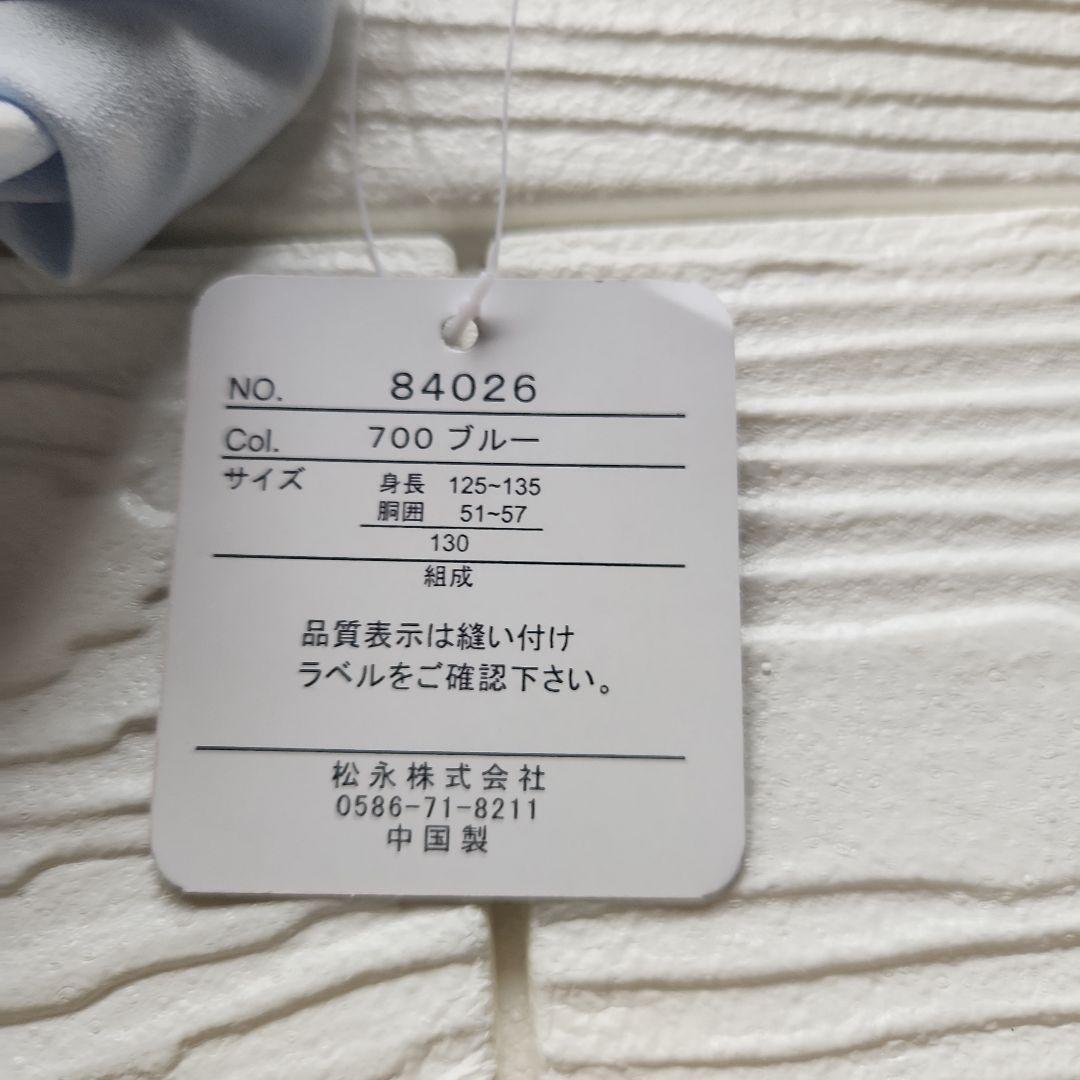 NO. 84026
Col. 700 ブルー
サイズ 身長 125~135
胴囲 51~57
130
組成
品質表示は縫い付け
ラベルをご確認下さい。
松永株式会社
0586-71-8211
中国製